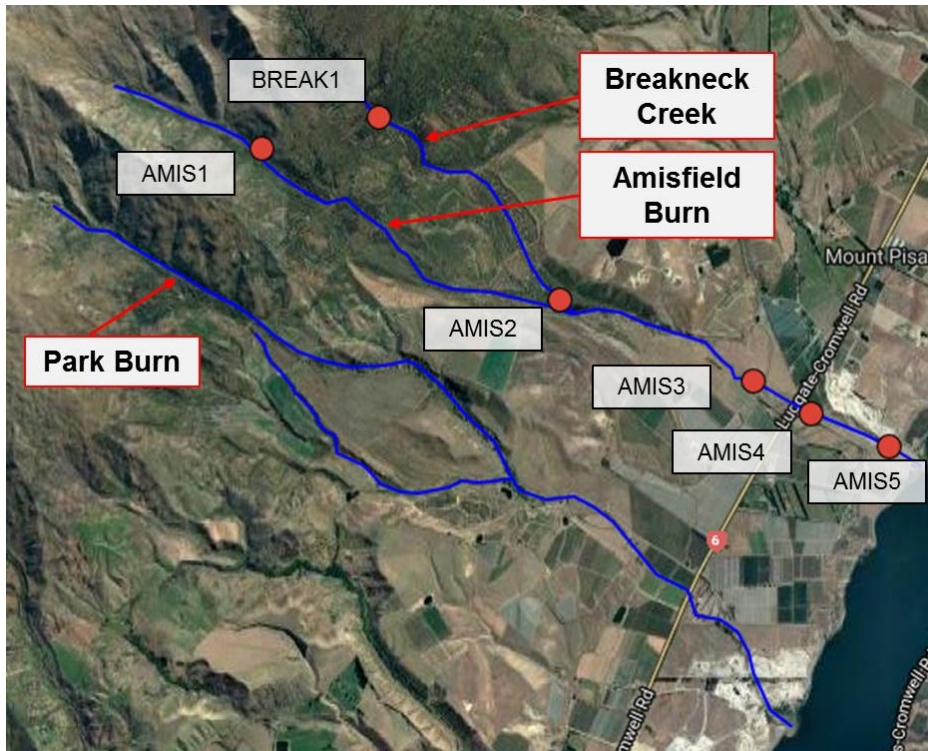 BREAK1
Breakneck
Creek
AMIS1
Amisfield
Burn
Mount Pisa
AMIS2
Park Burn
Luggate-Cromwell Rd
AMIS3
AMIS4
AMIS5
6
mwell Rd
s-Cromwell R